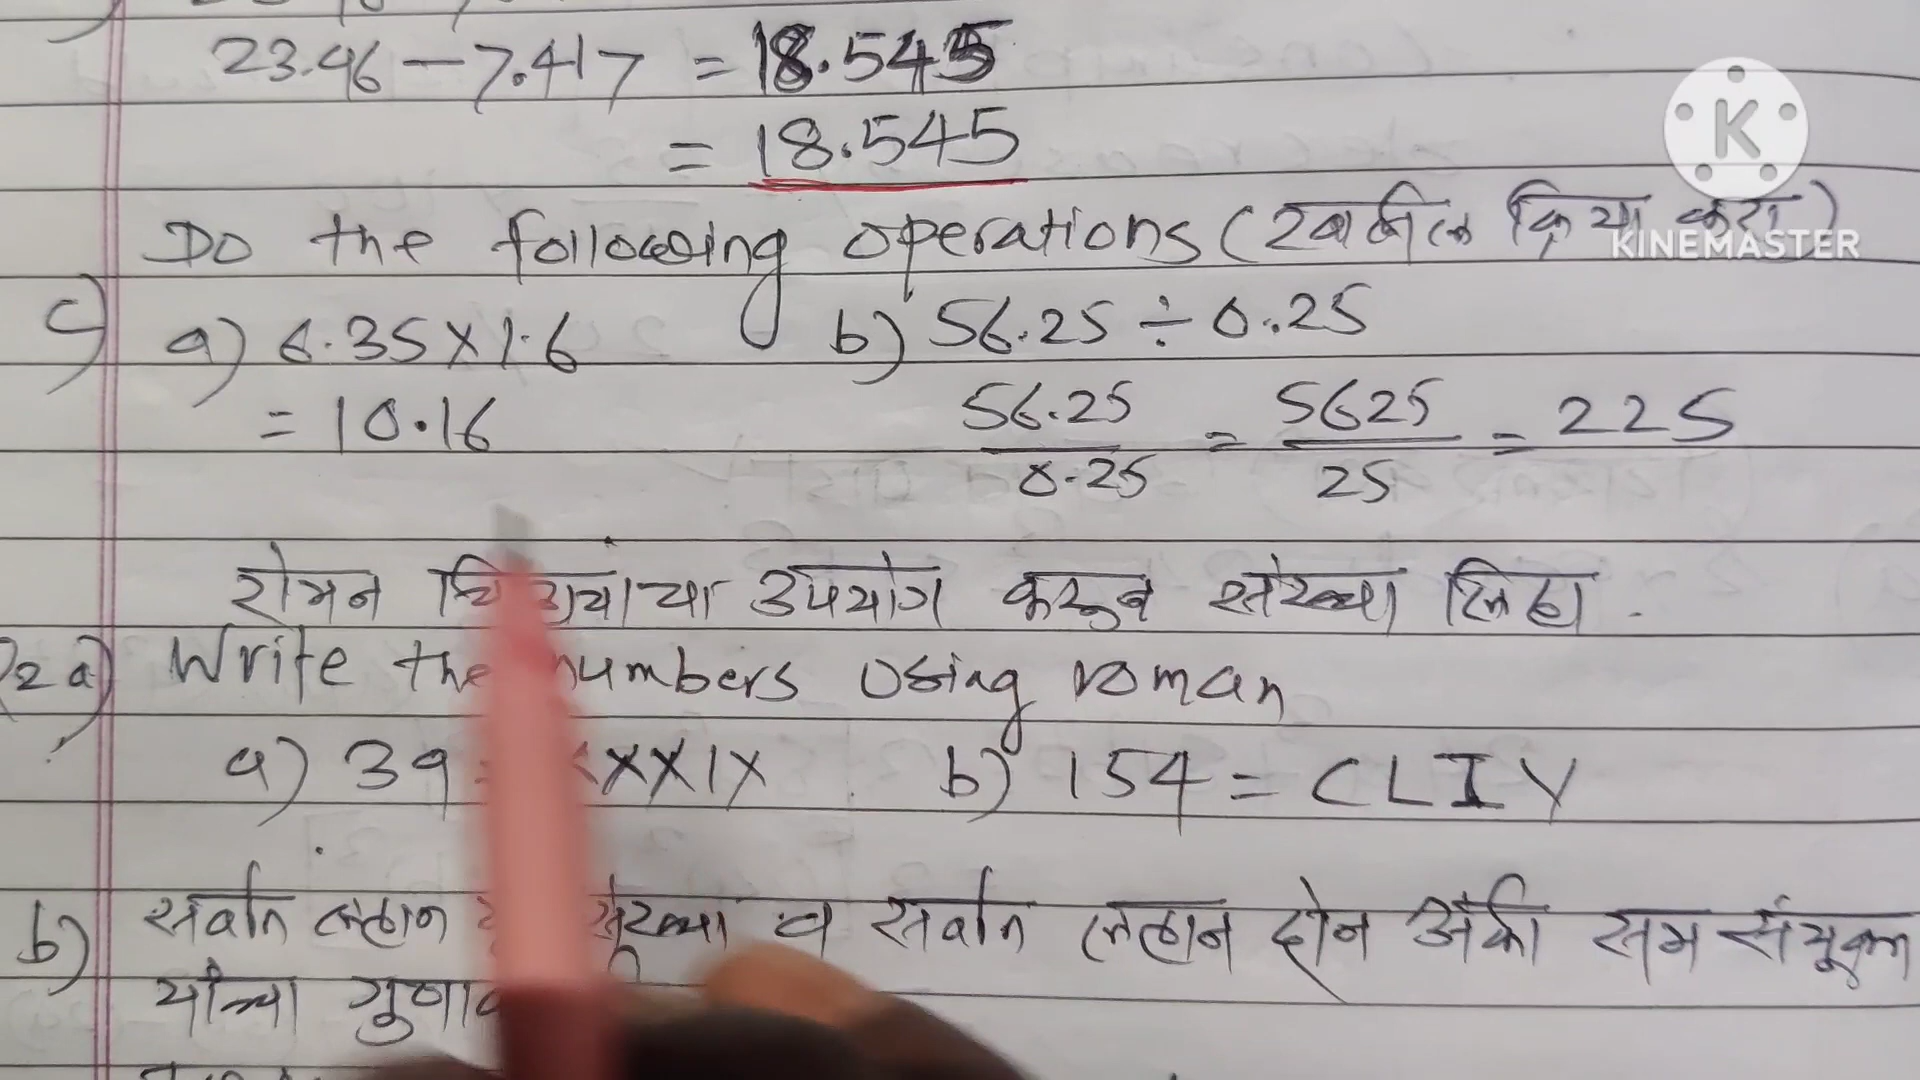 23.96 - 7.417 = 18.545
= 18.545
Do the following operations (खालील क्रिया करा)
c) a) 6.35 X 1.6 b) 56.25 ÷ 0.25
= 10.16 56.25/0.25 = 5625/25 = 225
रोमन उपयोग करून संख्या लिहा .
2 a) Write the numbers using roman
a) 39 = XXXIX b) 154 = CLIV
b) सर्वात लहान संख्या व सर्वात लहान दोन अंकी सम संयुक्त
यांच्या
K
KINEMASTER